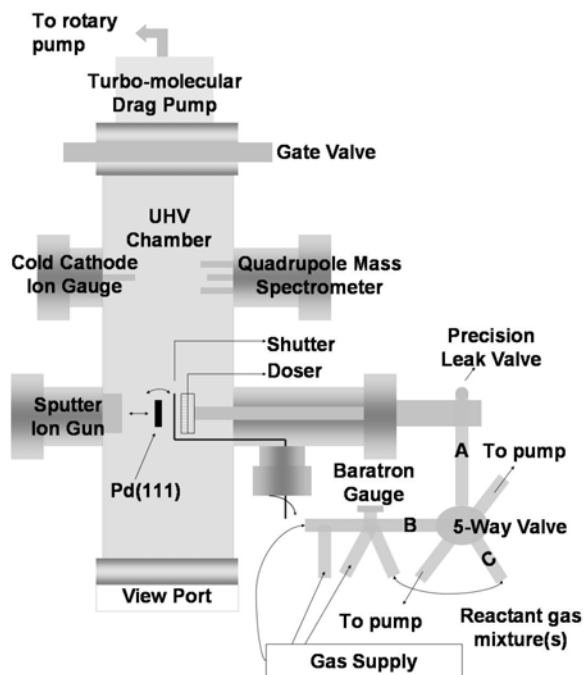 To rotary
pump
Turbo-molecular
Drag Pump
Gate Valve
UHV
Chamber
Cold Cathode
Ion Gauge
Quadrupole Mass
Spectrometer
Precision
Leak Valve
Shutter
Doser
Sputter
Ion Gun
A
To pump
Pd(111)
Baratron
Gauge
B
5-Way Valve
C
View Port
To pump
Reactant gas
mixture(s)
Gas Supply